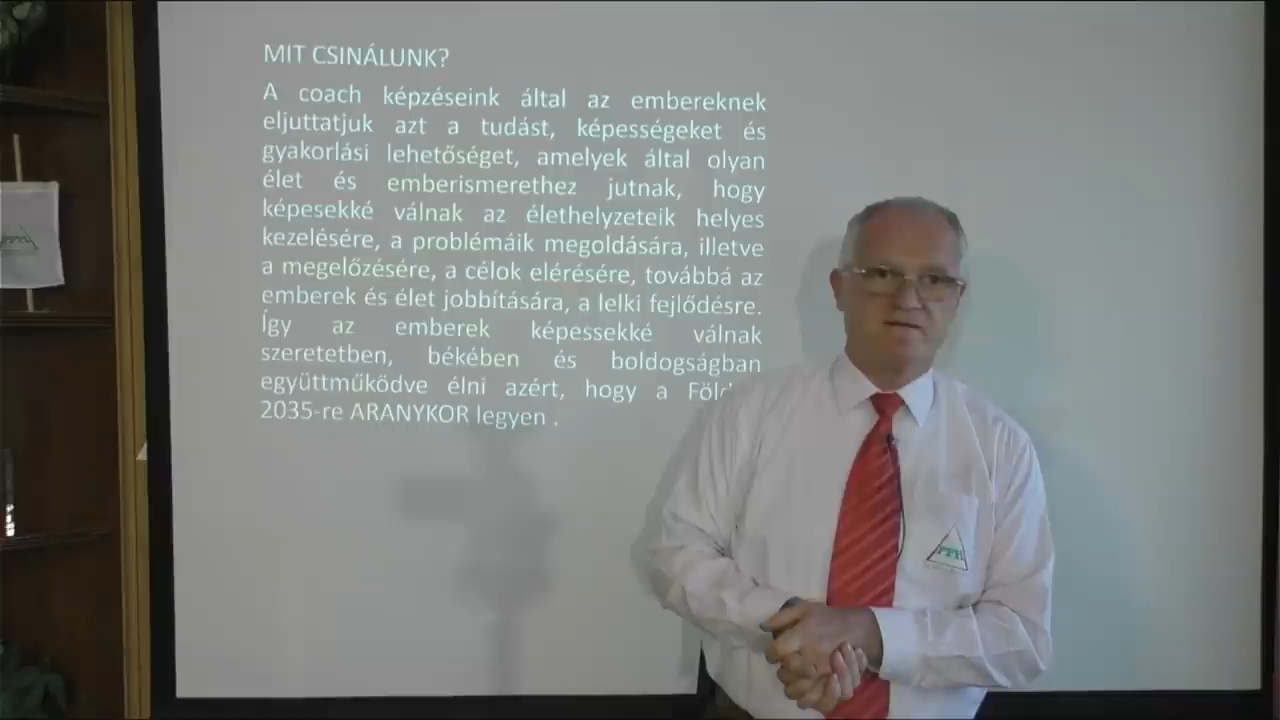 MIT CSINÁLUNK?
A coach képzéseink által az embereknek
eljuttatjuk azt a tudást, képességeket és
gyakorlási lehetőséget, amelyek által olyan
élet és emberismerethez jutnak, hogy
képesekké válnak az élethelyzeteik helyes
kezelésére, a problémáik megoldására, illetve
a megelőzésére, a célok elérésére, továbbá az
emberek és élet jobbítására, a lelki fejlődésre.
Így az emberek képessekké válnak
szeretetben, békében és boldogságban
együttműködve élni azért, hogy a
2035-re ARANYKOR legyen .